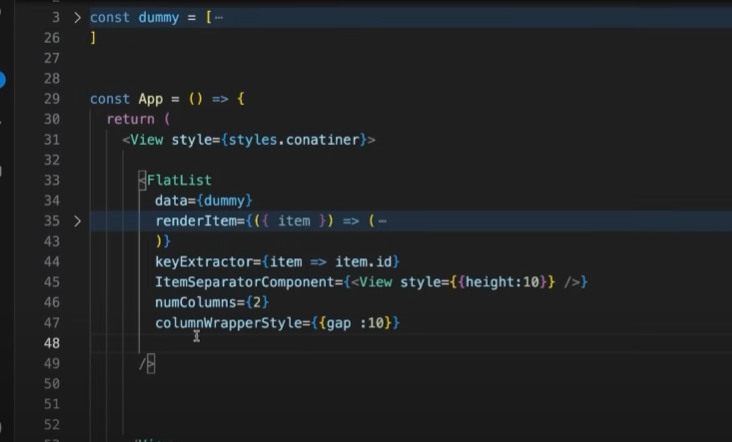 3 > const dummy = [⋯
26 ]
27
28
29 const App = () => {
30 return (
31 <View style={styles.conatiner}>
32
33 <FlatList
34 data={dummy}
35 > renderItem={({ item }) => (⋯
43 )}
44 keyExtractor={item => item.id}
45 ItemSeparatorComponent={<View style={{height:10}} />}
46 numColumns={2}
47 columnWrapperStyle={{gap :10}}
48
49 />
50
51
52